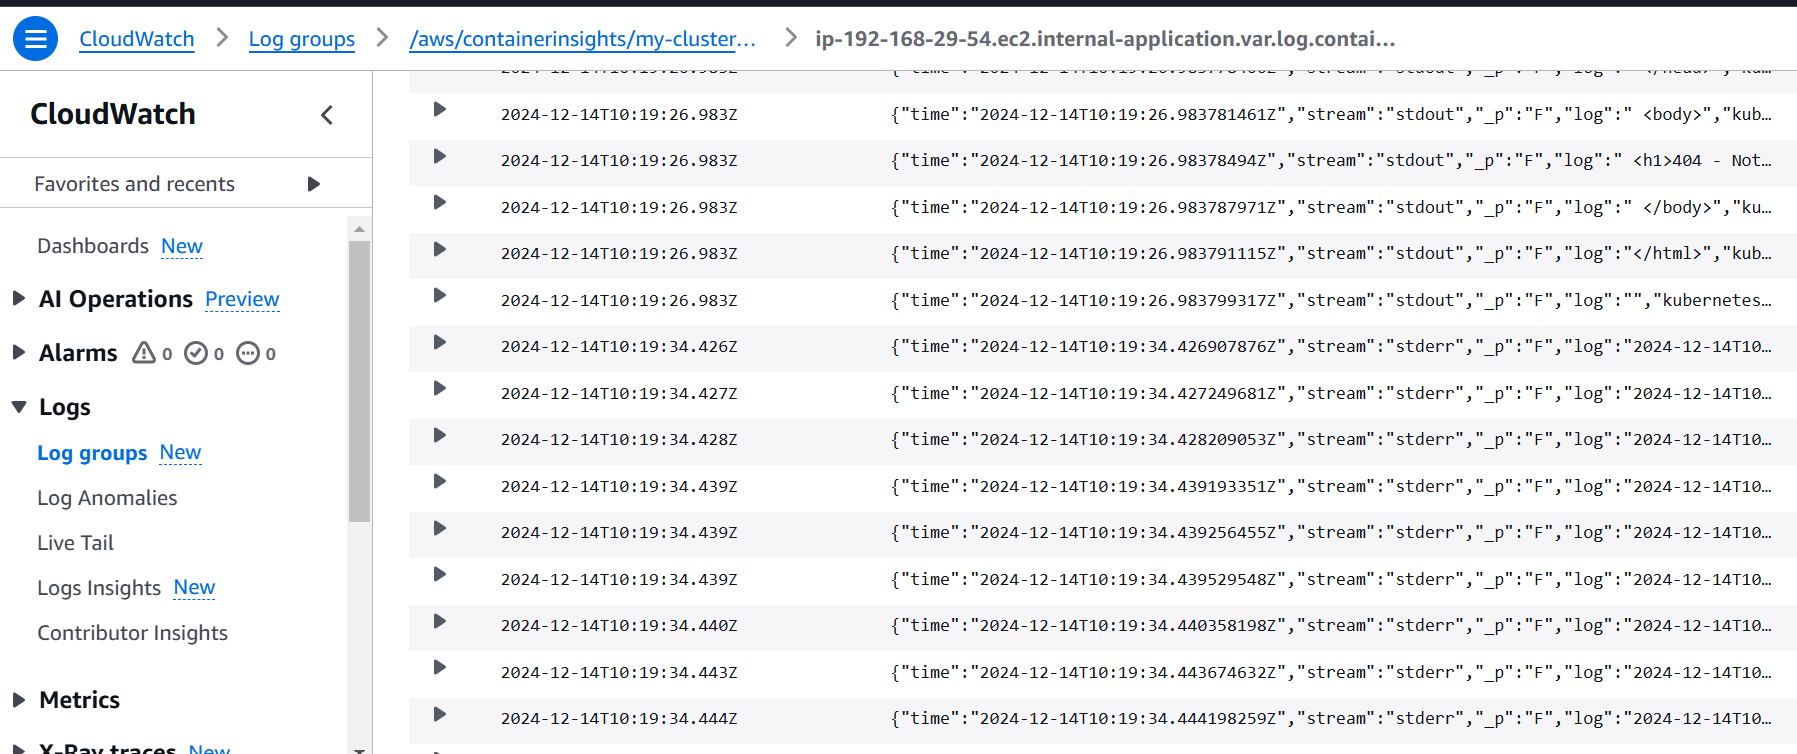 CloudWatch > Log groups > /aws/containerinsights/my-cluster... > ip-192-168-29-54.ec2.internal-application.var.log.contai...
CloudWatch
Favorites and recents
Dashboards New
AI Operations Preview
Alarms 0 0 0
Logs
Log groups New
Log Anomalies
Live Tail
Logs Insights New
Contributor Insights
Metrics
X-Ray traces New
2024-12-14T10:19:26.983Z {"time":"2024-12-14T10:19:26.983781461Z","stream":"stdout","_p":"F","log":" <body>","kub…
2024-12-14T10:19:26.983Z {"time":"2024-12-14T10:19:26.98378494Z","stream":"stdout","_p":"F","log":" <h1>404 - Not…
2024-12-14T10:19:26.983Z {"time":"2024-12-14T10:19:26.983787971Z","stream":"stdout","_p":"F","log":" </body>","ku…
2024-12-14T10:19:26.983Z {"time":"2024-12-14T10:19:26.983791115Z","stream":"stdout","_p":"F","log":"</html>","kub…
2024-12-14T10:19:26.983Z {"time":"2024-12-14T10:19:26.983799317Z","stream":"stdout","_p":"F","log":"","kubernetes…
2024-12-14T10:19:34.426Z {"time":"2024-12-14T10:19:34.426907876Z","stream":"stderr","_p":"F","log":"2024-12-14T10…
2024-12-14T10:19:34.427Z {"time":"2024-12-14T10:19:34.427249681Z","stream":"stderr","_p":"F","log":"2024-12-14T10…
2024-12-14T10:19:34.428Z {"time":"2024-12-14T10:19:34.428209053Z","stream":"stderr","_p":"F","log":"2024-12-14T10…
2024-12-14T10:19:34.439Z {"time":"2024-12-14T10:19:34.439193351Z","stream":"stderr","_p":"F","log":"2024-12-14T10…
2024-12-14T10:19:34.439Z {"time":"2024-12-14T10:19:34.439256455Z","stream":"stderr","_p":"F","log":"2024-12-14T10…
2024-12-14T10:19:34.439Z {"time":"2024-12-14T10:19:34.439529548Z","stream":"stderr","_p":"F","log":"2024-12-14T10…
2024-12-14T10:19:34.440Z {"time":"2024-12-14T10:19:34.440358198Z","stream":"stderr","_p":"F","log":"2024-12-14T10…
2024-12-14T10:19:34.443Z {"time":"2024-12-14T10:19:34.443674632Z","stream":"stderr","_p":"F","log":"2024-12-14T10…
2024-12-14T10:19:34.444Z {"time":"2024-12-14T10:19:34.444198259Z","stream":"stderr","_p":"F","log":"2024-12-14T10…